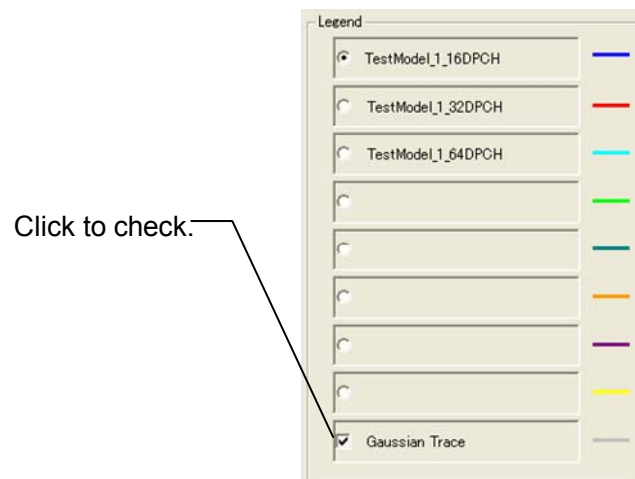 Legend
TestModel_1_16DPCH
TestModel_1_32DPCH
TestModel_1_64DPCH
Click to check.
Gaussian Trace